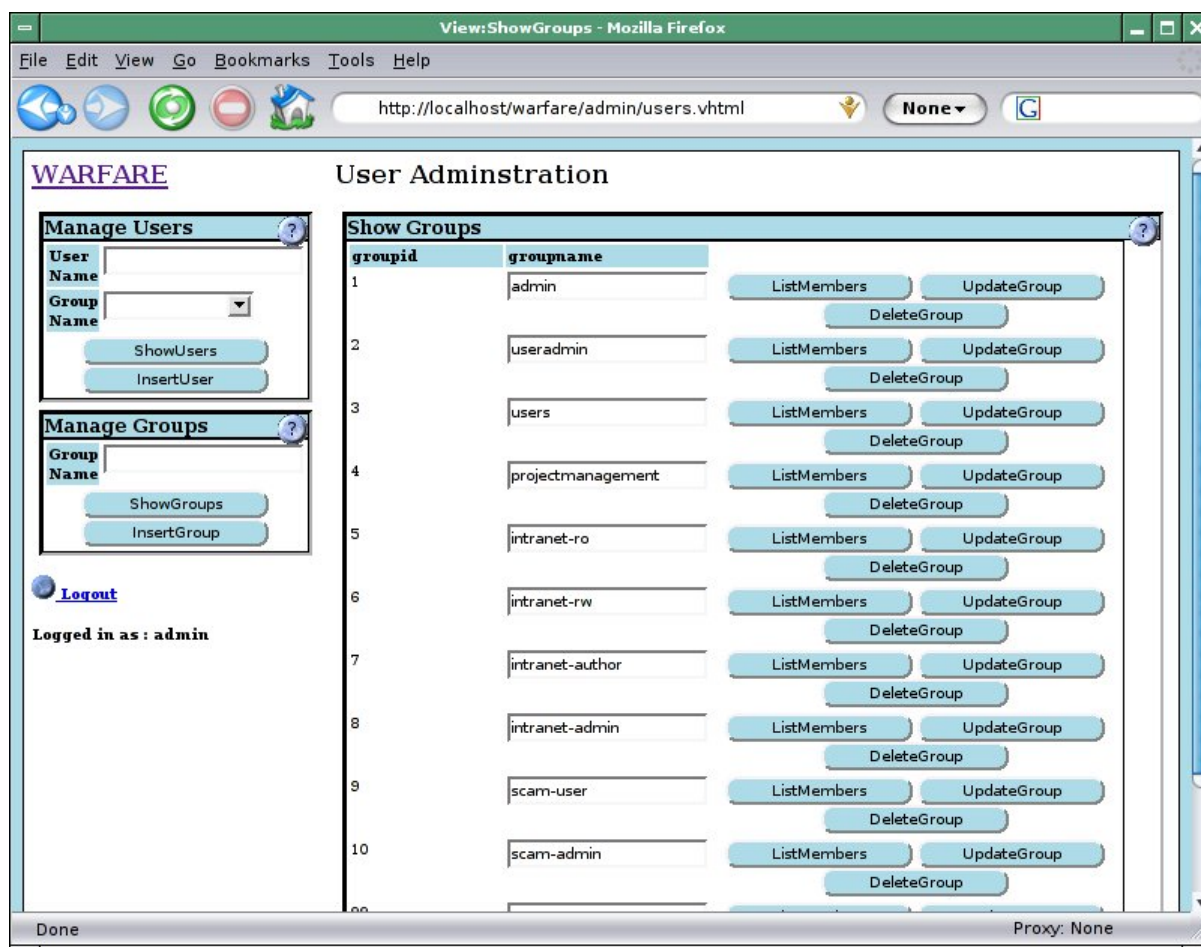 View:ShowGroups - Mozilla Firefox
File Edit View Go Bookmarks Tools Help
http://localhost/warfare/admin/users.vhtml None G
WARFARE User Adminstration
Manage Users ?
User Name
Group Name
ShowUsers
InsertUser
Manage Groups ?
Group Name
ShowGroups
InsertGroup
Logout
Logged in as : admin
Show Groups ?
groupid groupname
1 admin ListMembers UpdateGroup
DeleteGroup
2 useradmin ListMembers UpdateGroup
DeleteGroup
3 users ListMembers UpdateGroup
DeleteGroup
4 projectmanagement ListMembers UpdateGroup
DeleteGroup
5 intranet-ro ListMembers UpdateGroup
DeleteGroup
6 intranet-rw ListMembers UpdateGroup
DeleteGroup
7 intranet-author ListMembers UpdateGroup
DeleteGroup
8 intranet-admin ListMembers UpdateGroup
DeleteGroup
9 scam-user ListMembers UpdateGroup
DeleteGroup
10 scam-admin ListMembers UpdateGroup
DeleteGroup
Done Proxy: None